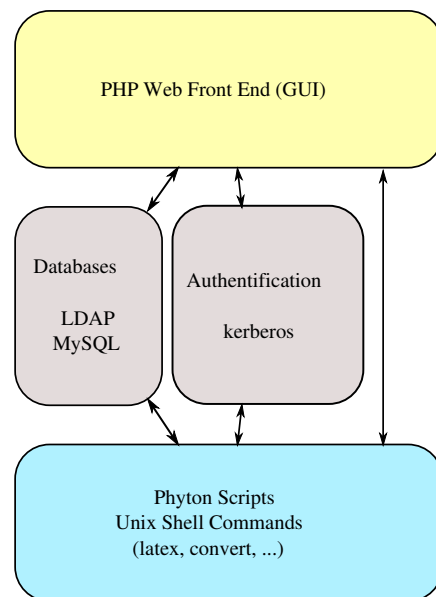 PHP Web Front End (GUI)
Databases
LDAP
MySQL
Authentification
kerberos
Phyton Scripts
Unix Shell Commands
(latex, convert, ...)